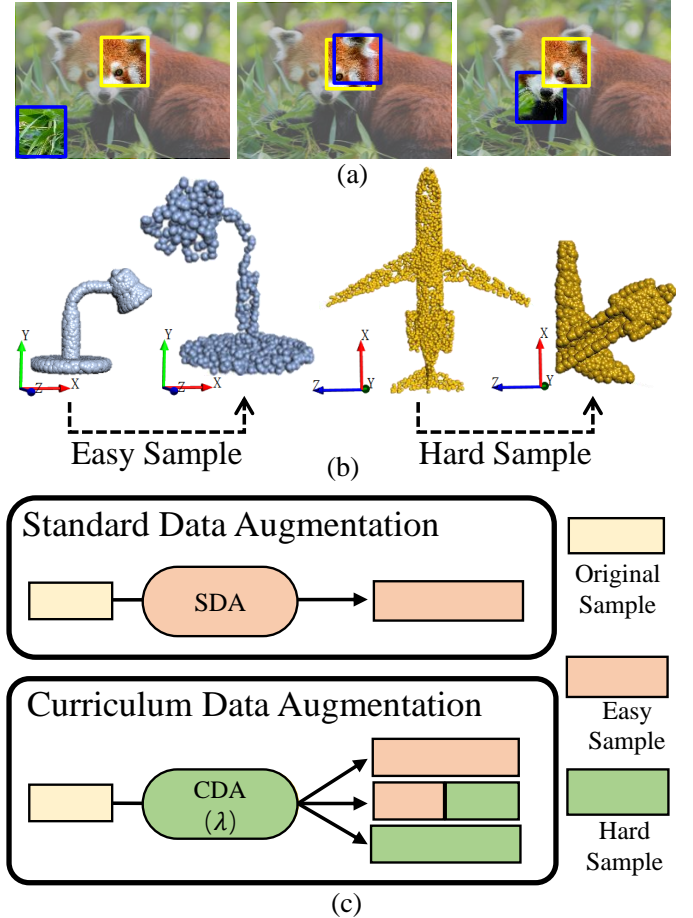 (a)
Y
Z
X
Y
Z
X
X
Z
Y
X
Z
Y
Easy Sample
Hard Sample
(b)
Standard Data Augmentation
SDA
Original
Sample
Curriculum Data Augmentation
CDA
(λ)
Easy
Sample
Hard
Sample
(c)